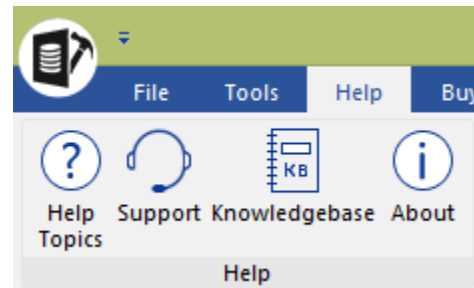 File Tools Help Buy
KB
Help Support Knowledgebase About
Topics
Help